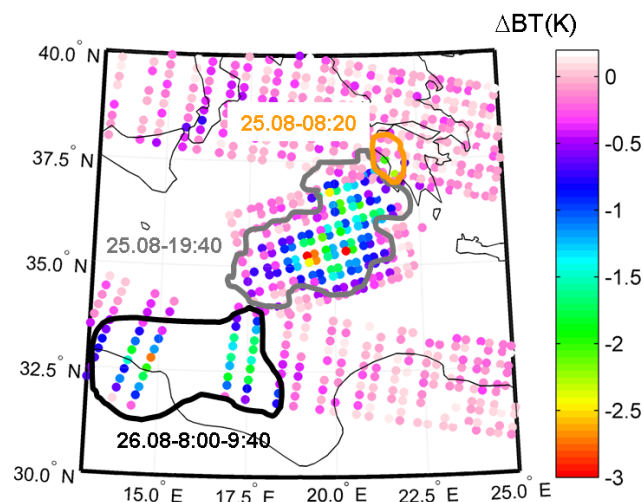 ΔBT(K)
40.0° N
0
25.08-08:20
37.5° N
-0.5
25.08-19:40
-1
35.0° N
-1.5
32.5° N
-2
26.08-8:00-9:40
-2.5
30.0° N
-3
15.0° E
17.5° E
20.0° E
22.5° E
25.0° E